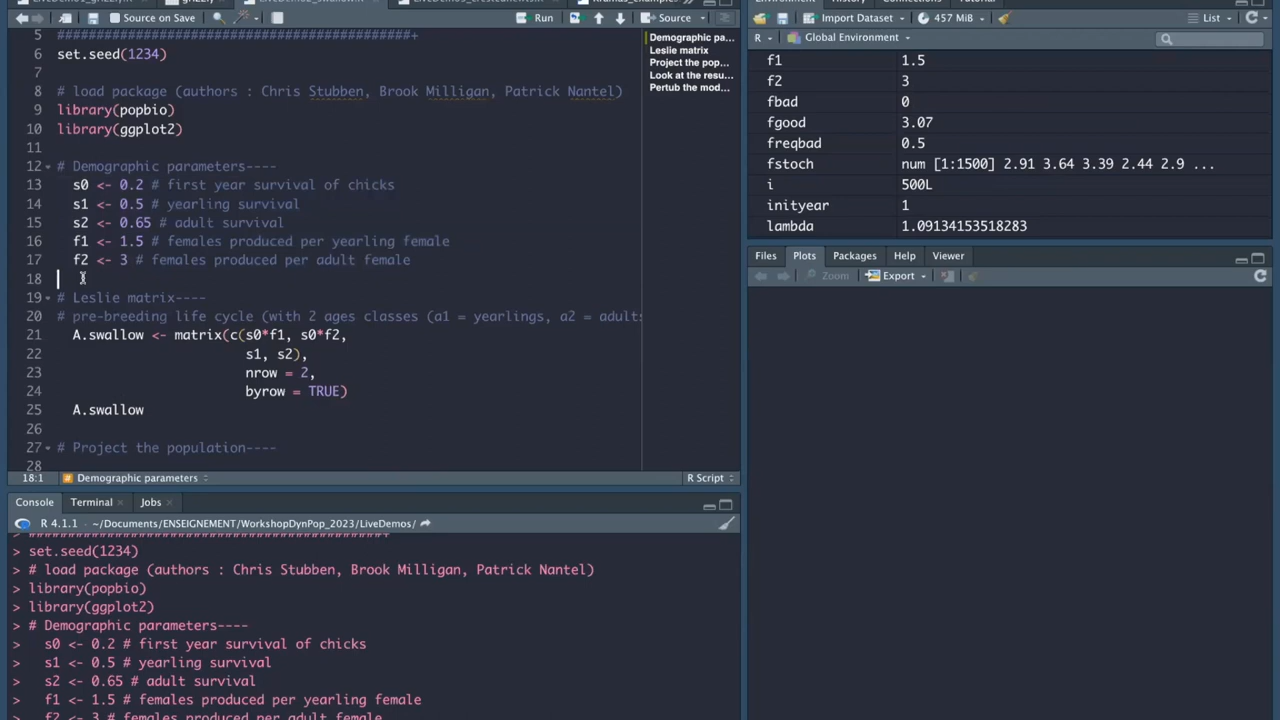 Source on Save
Run
Source
5 #############################################+
6 set.seed(1234)
7
8 # load package (authors : Chris Stubben, Brook Milligan, Patrick Nantel)
9 library(popbio)
10 library(ggplot2)
11
12 # Demographic parameters----
13 s0 <- 0.2 # first year survival of chicks
14 s1 <- 0.5 # yearling survival
15 s2 <- 0.65 # adult survival
16 f1 <- 1.5 # females produced per yearling female
17 f2 <- 3 # females produced per adult female
18
19 # Leslie matrix----
20 # pre-breeding life cycle (with 2 ages classes (a1 = yearlings, a2 = adults
21 A.swallow <- matrix(c(s0*f1, s0*f2,
22 s1, s2),
23 nrow = 2,
24 byrow = TRUE)
25 A.swallow
26
27 # Project the population----
28
Demographic pa...
Leslie matrix
Project the pop...
Look at the resu...
Pertub the mod...
18:1 # Demographic parameters R Script
Console Terminal Jobs
R 4.1.1 · ~/Documents/ENSEIGNEMENT/WorkshopDynPop_2023/LiveDemos/
> set.seed(1234)
> # load package (authors : Chris Stubben, Brook Milligan, Patrick Nantel)
> library(popbio)
> library(ggplot2)
> # Demographic parameters----
> s0 <- 0.2 # first year survival of chicks
> s1 <- 0.5 # yearling survival
> s2 <- 0.65 # adult survival
> f1 <- 1.5 # females produced per yearling female
> f2 <- 3 # females produced per adult female
Import Dataset 457 MiB List
R Global Environment
f1 1.5
f2 3
fbad 0
fgood 3.07
freqbad 0.5
fstoch num [1:1500] 2.91 3.64 3.39 2.44 2.9 ...
i 500L
inityear 1
lambda 1.09134153518283
Files Plots Packages Help Viewer
Zoom Export